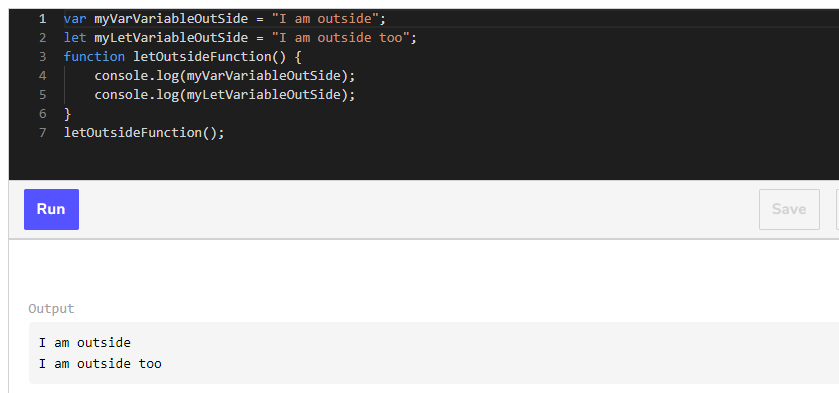 1 var myVarVariableOutSide = "I am outside";
2 let myLetVariableOutSide = "I am outside too";
3 function letOutsideFunction() {
4     console.log(myVarVariableOutSide);
5     console.log(myLetVariableOutSide);
6 }
7 letOutsideFunction();
Run
Save
Output
I am outside
I am outside too